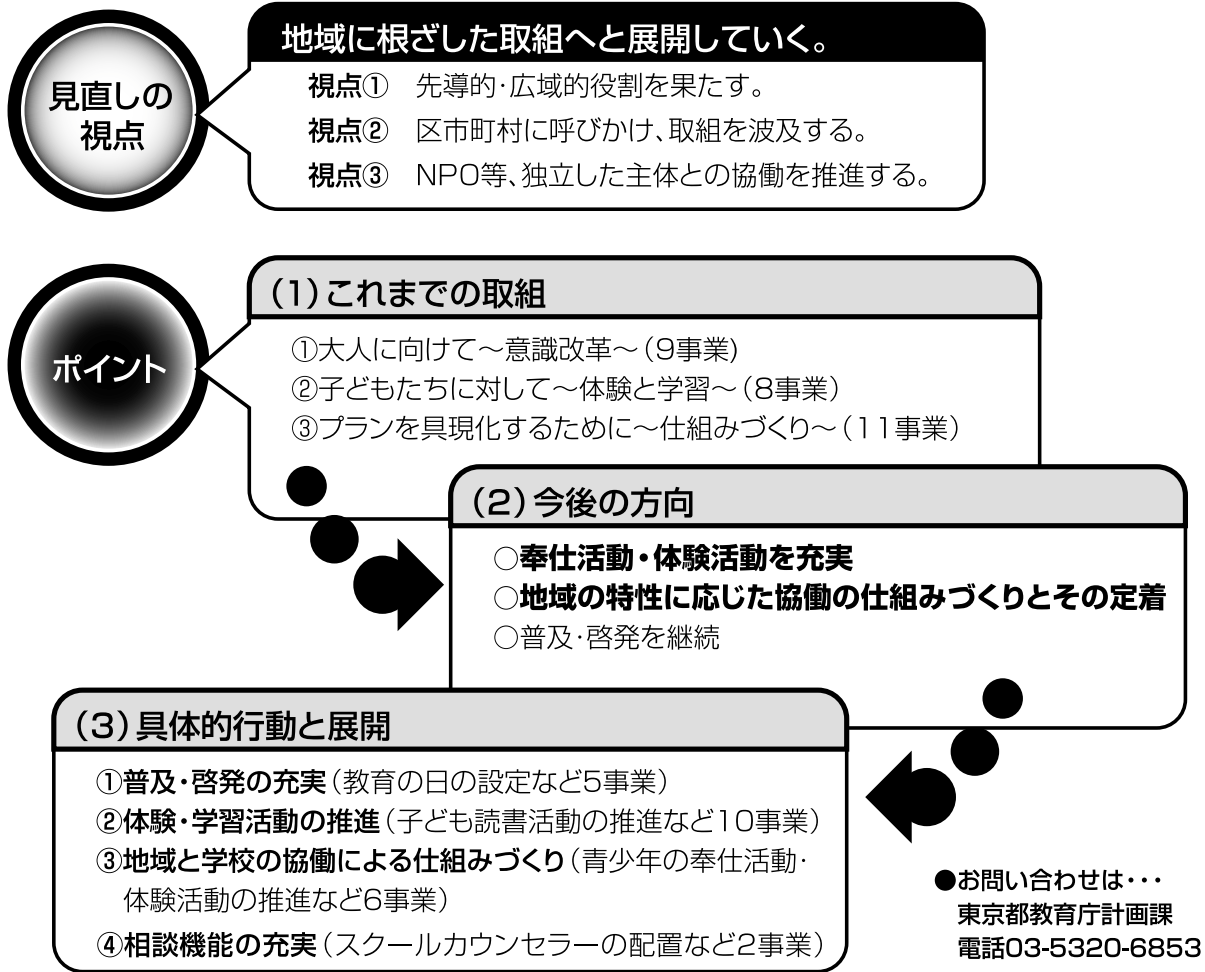 見直しの
視点
地域に根ざした取組へと展開していく。
視点① 先導的・広域的役割を果たす。
視点② 区市町村に呼びかけ、取組を波及する。
視点③ NPO等、独立した主体との協働を推進する。
ポイント
(1)これまでの取組
①大人に向けて～意識改革～(9事業)
②子どもたちに対して～体験と学習～(8事業)
③プランを具現化するために～仕組みづくり～(11事業)
(2)今後の方向
○奉仕活動・体験活動を充実
○地域の特性に応じた協働の仕組みづくりとその定着
○普及・啓発を継続
(3)具体的行動と展開
①普及・啓発の充実(教育の日の設定など5事業)
②体験・学習活動の推進(子ども読書活動の推進など10事業)
③地域と学校の協働による仕組みづくり(青少年の奉仕活動・
体験活動の推進など6事業)
④相談機能の充実(スクールカウンセラーの配置など2事業)
●お問い合わせは・・・
東京都教育庁計画課
電話03-5320-6853